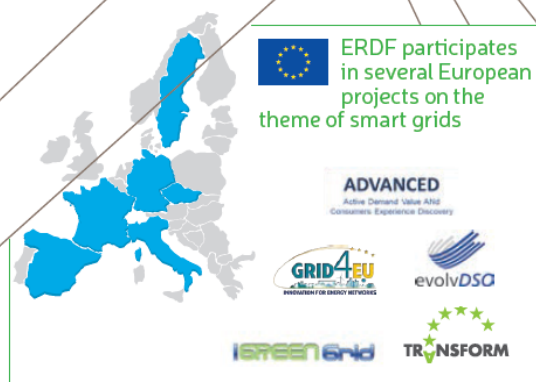 ERDF participates
in several European
projects on the
theme of smart grids
ADVANCED
Active Demand Value ANd
Consumers Experience Discovery
GRID4EU
INNOVATION FOR ENERGY NETWORKS
evolvDSO
IGREENGrid
TRANSFORM